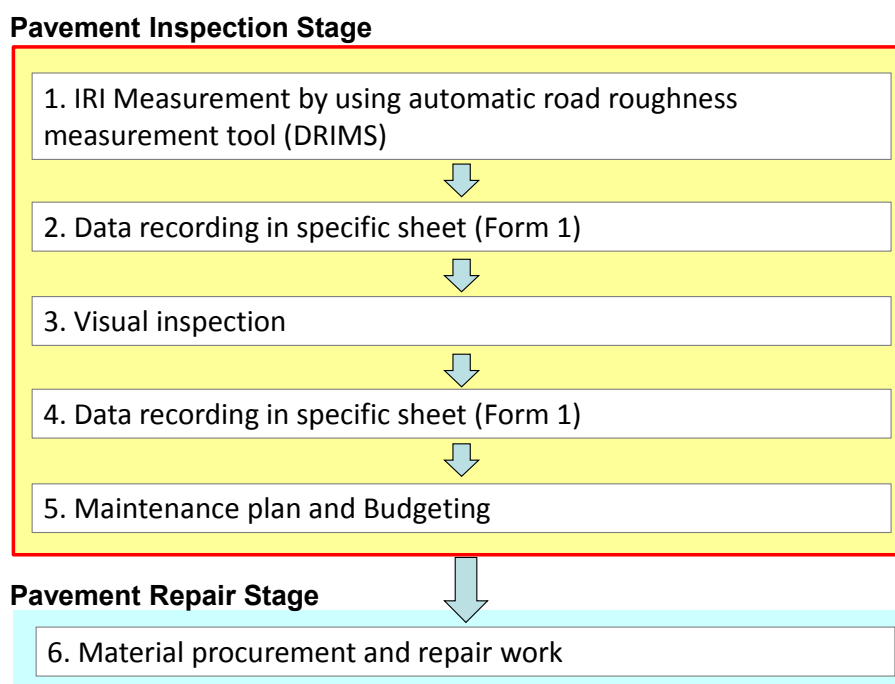 Pavement Inspection Stage
1. IRI Measurement by using automatic road roughness
measurement tool (DRIMS)
2. Data recording in specific sheet (Form 1)
3. Visual inspection
4. Data recording in specific sheet (Form 1)
5. Maintenance plan and Budgeting
Pavement Repair Stage
6. Material procurement and repair work